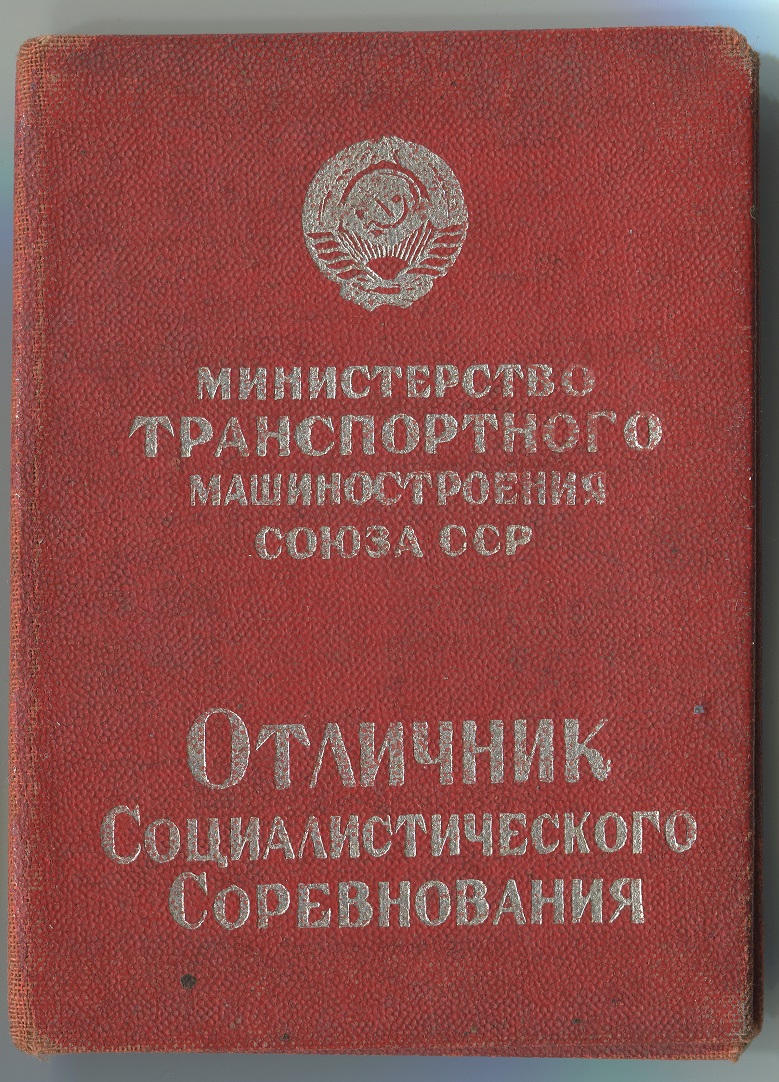 МИНИСТЕРСТВО
ТРАНСПОРТНОГО
МАШИНОСТРОЕНИЯ
СОЮЗА ССР
ОТЛИЧНИК
СОЦИАЛИСТИЧЕСКОГО
СОРЕВНОВАНИЯ